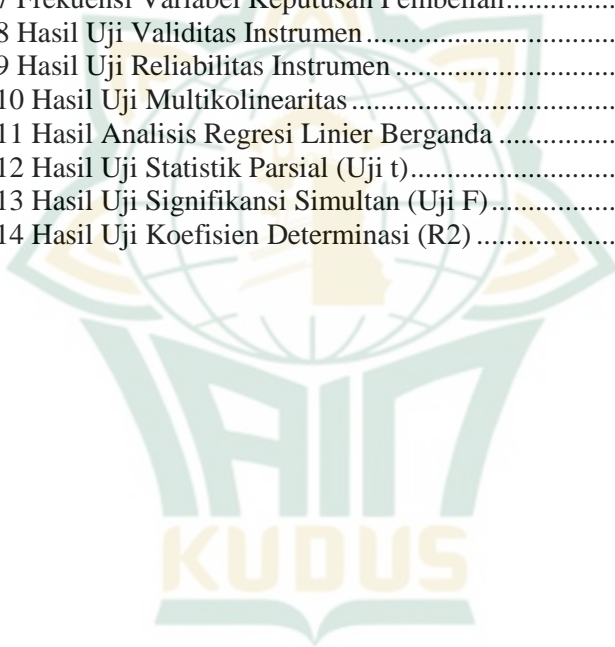 7 Frekuensi Variabel Keputusan Pembelian..................
8 Hasil Uji Validitas Instrumen......................................
9 Hasil Uji Reliabilitas Instrumen..................................
10 Hasil Uji Multikolinearitas........................................
11 Hasil Analisis Regresi Linier Berganda....................
12 Hasil Uji Statistik Parsial (Uji t)...............................
13 Hasil Uji Signifikansi Simultan (Uji F)....................
14 Hasil Uji Koefisien Determinasi (R2)......................
IAIN
KUDUS